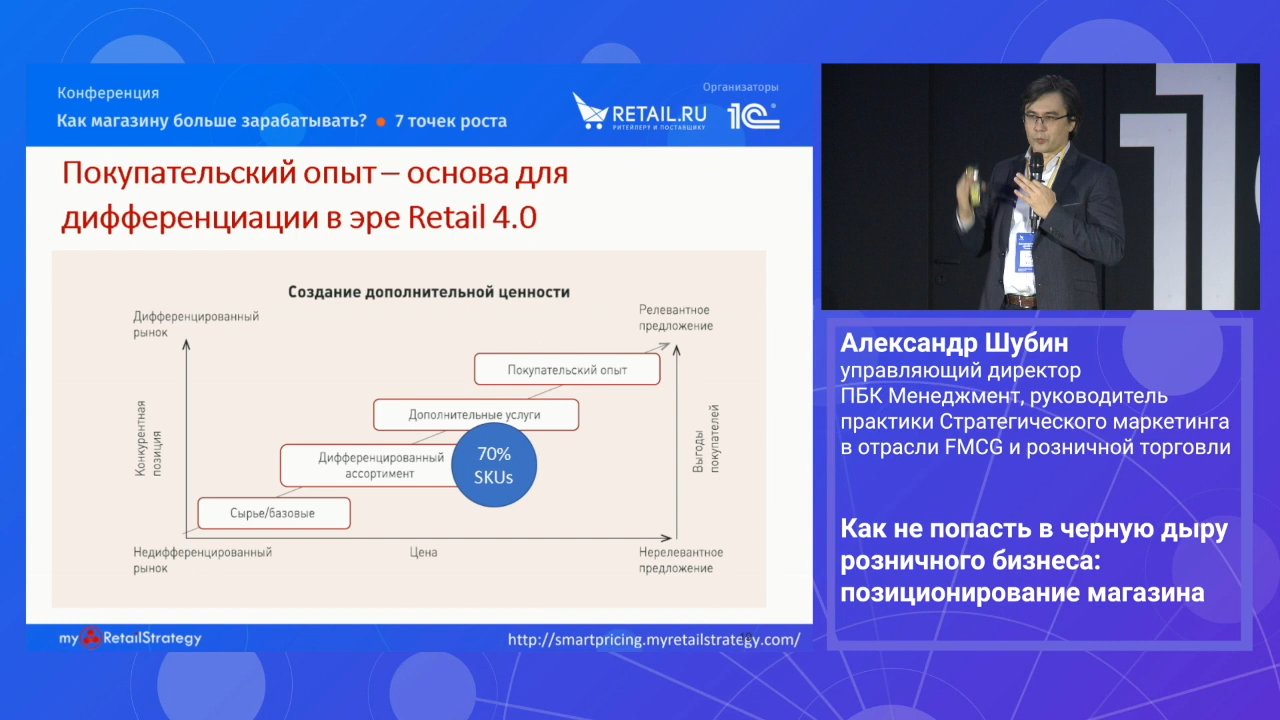 Конференция
Как магазину больше зарабатывать? • 7 точек роста
Организаторы
RETAIL.RU
РИТЕЙЛЕРУ И ПОСТАВЩИКУ
1С
Покупательский опыт – основа для
дифференциации в эре Retail 4.0
Создание дополнительной ценности
Дифференцированный
рынок
Релевантное
предложение
Покупательский опыт
Дополнительные услуги
Дифференцированный
ассортимент
70%
SKUs
Сырье/базовые
Конкурентная
позиция
Выгоды
покупателей
Недифференцированный
рынок
Цена
Нерелевантное
предложение
my RetailStrategy
http://smartpricing.myretailstrategy.com/
Александр Шубин
управляющий директор
ПБК Менеджмент, руководитель
практики Стратегического маркетинга
в отрасли FMCG и розничной торговли
Как не попасть в черную дыру
розничного бизнеса:
позиционирование магазина